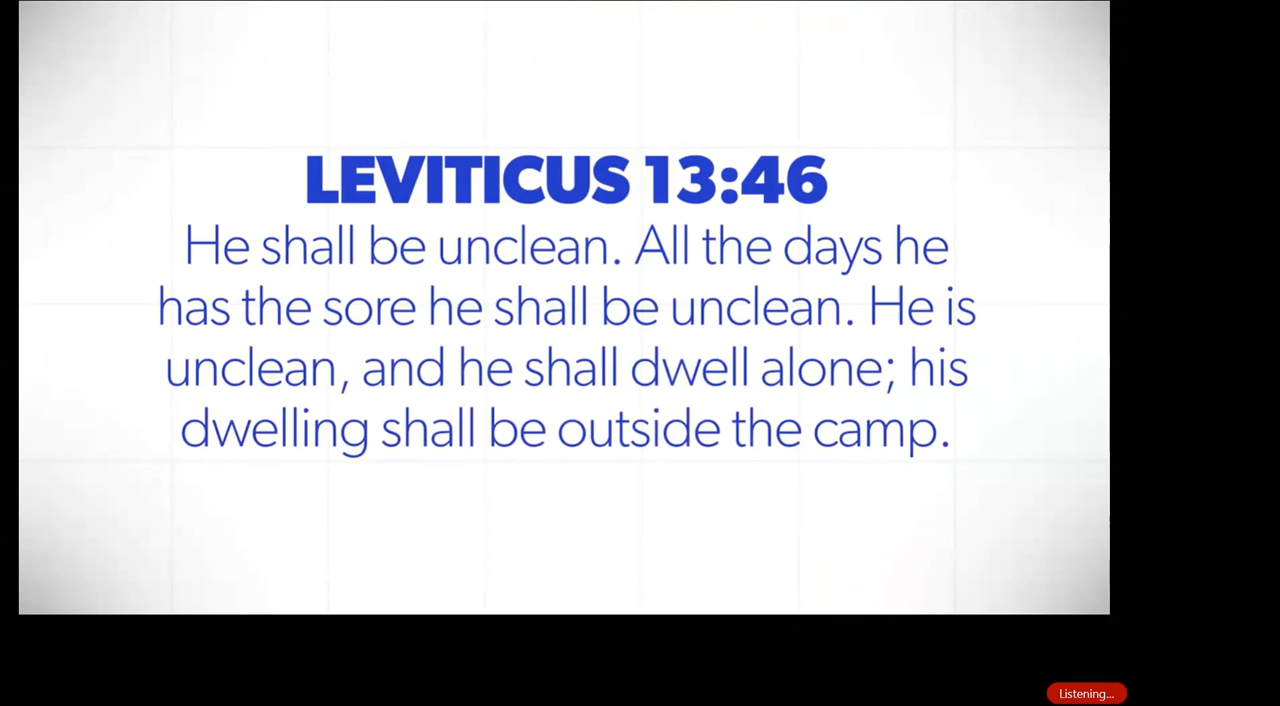 LEVITICUS 13:46
He shall be unclean. All the days he
has the sore he shall be unclean. He is
unclean, and he shall dwell alone; his
dwelling shall be outside the camp.
Listening...